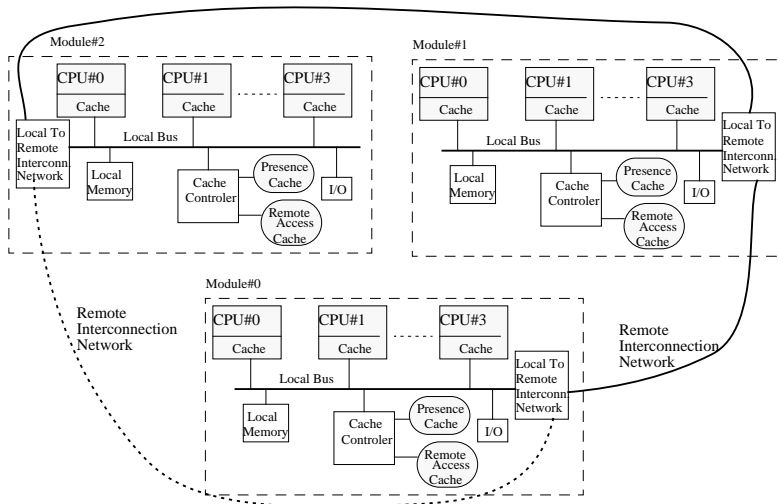 Module#2
CPU#0
CPU#1
CPU#3
Cache
Cache
Cache
Local To
Remote
Interconn.
Network
Local Bus
Local
Memory
Cache
Controler
Presence
Cache
Remote
Access
Cache
I/O
Module#1
CPU#0
CPU#1
CPU#3
Cache
Cache
Cache
Local To
Remote
Interconn.
Network
Local Bus
Local
Memory
Cache
Controler
Presence
Cache
Remote
Access
Cache
I/O
Remote
Interconnection
Network
Module#0
CPU#0
CPU#1
CPU#3
Cache
Cache
Cache
Local To
Remote
Interconn.
Network
Local Bus
Local
Memory
Cache
Controler
Presence
Cache
Remote
Access
Cache
I/O
Remote
Interconnection
Network